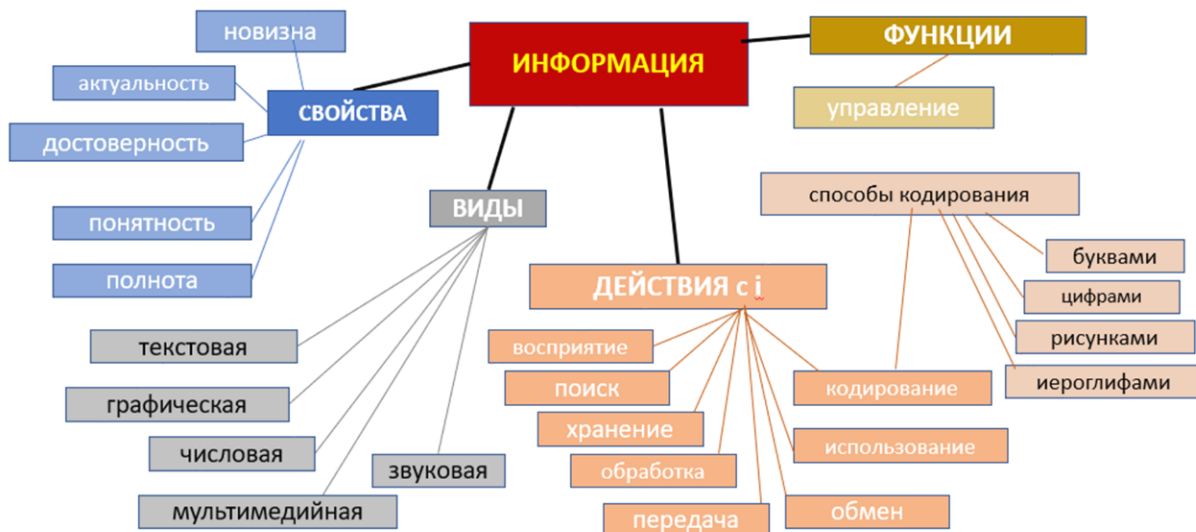 новизна
ИНФОРМАЦИЯ
ФУНКЦИИ
актуальность
СВОЙСТВА
управление
достоверность
способы кодирования
ВИДЫ
понятность
буквами
полнота
ДЕЙСТВИЯ с i
цифрами
текстовая
восприятие
рисунками
поиск
кодирование
иероглифами
графическая
хранение
числовая
звуковая
обработка
использование
мультимедийная
передача
обмен